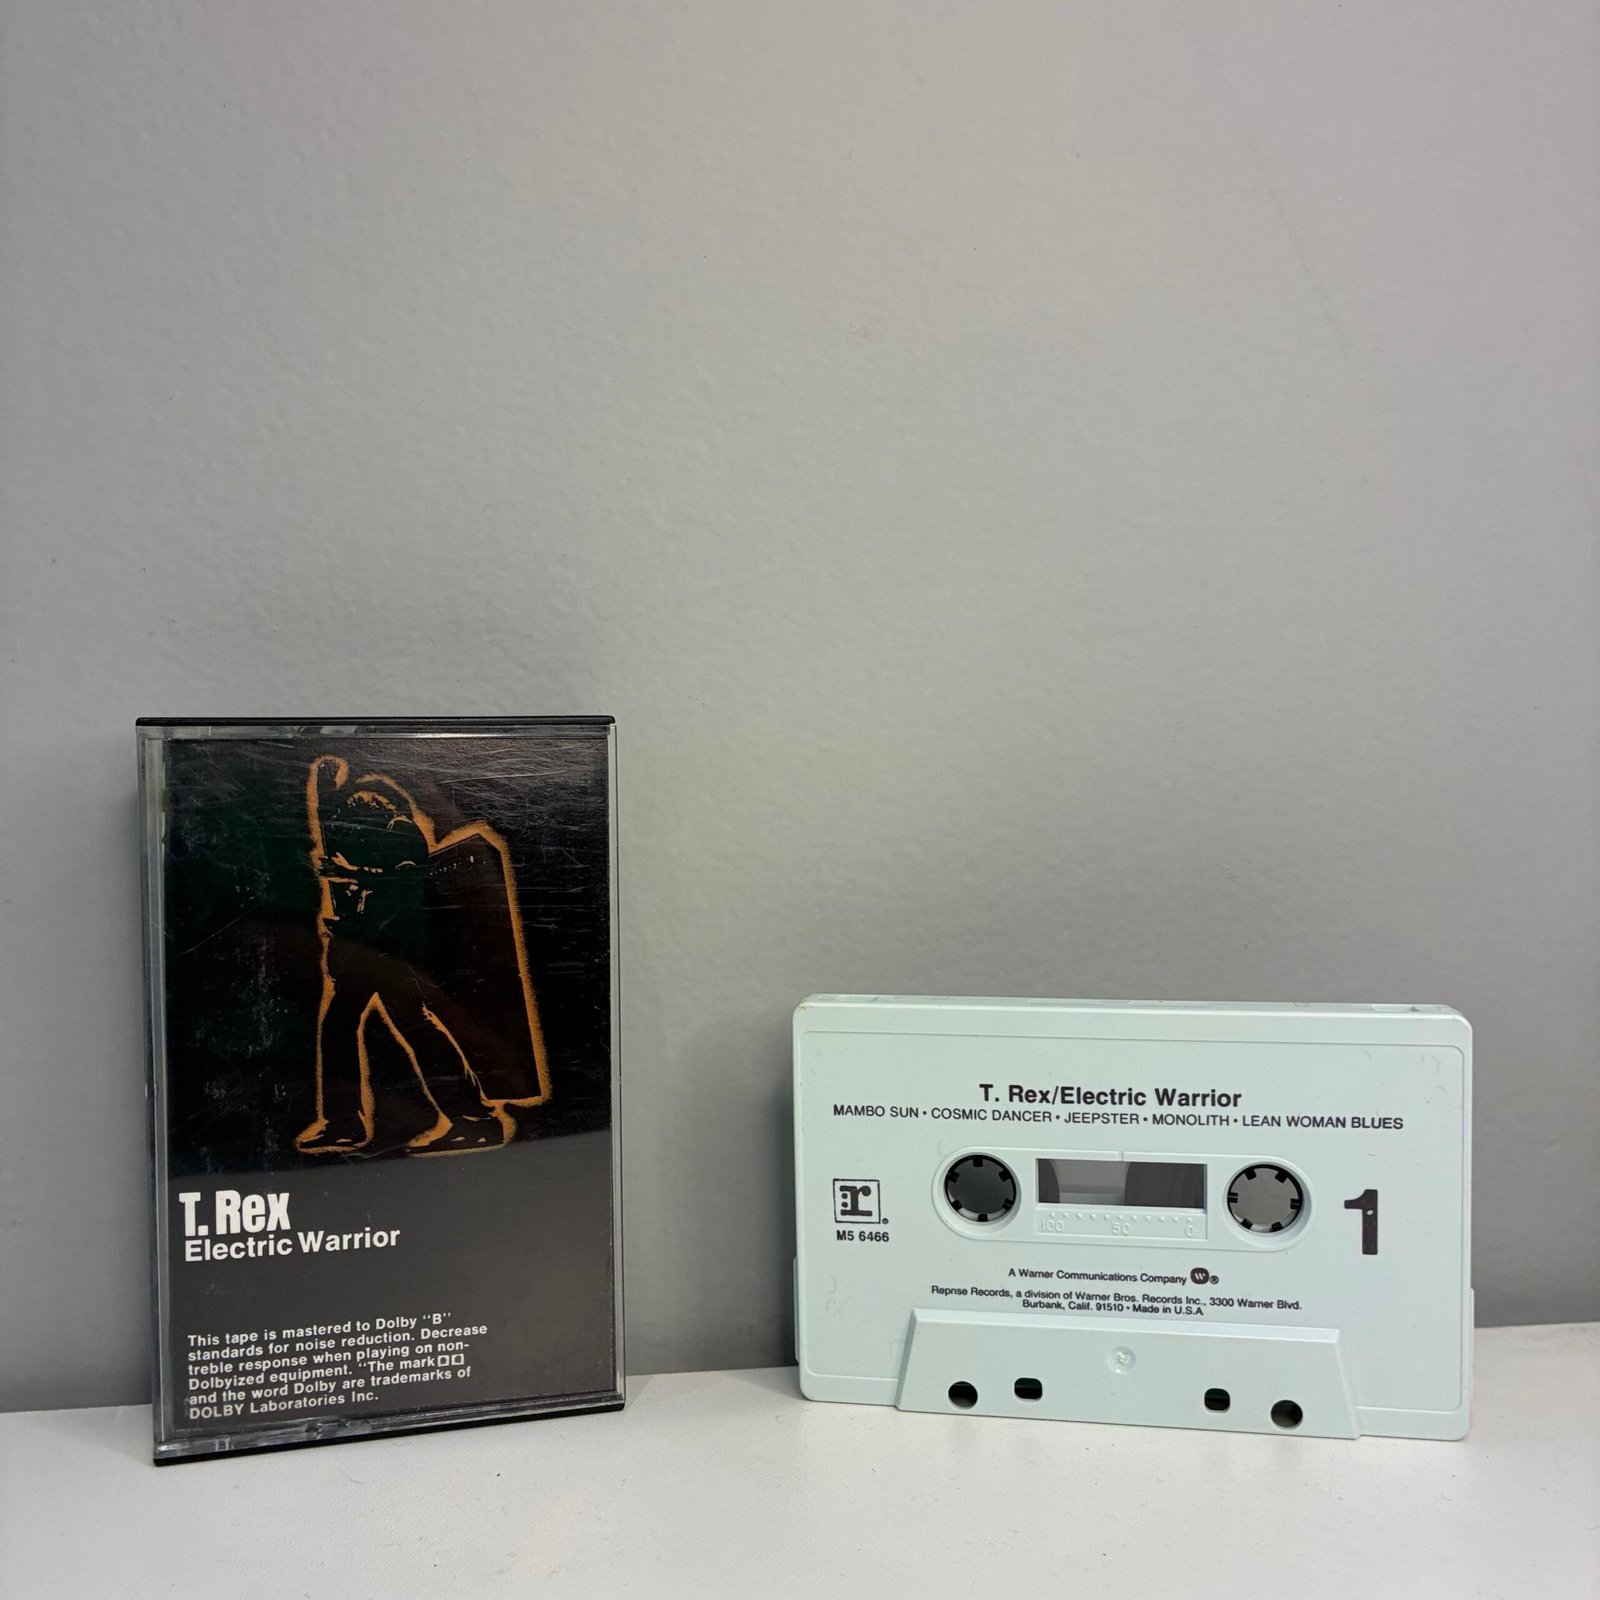 T. Rex
Electric Warrior
This tape is mastered to Dolby "B"
standards for noise reduction. Decrease
treble response when playing on non-
Dolbyized equipment. "The mark
and the word Dolby are trademarks of
DOLBY Laboratories Inc.
T. Rex/Electric Warrior
MAMBO SUN • COSMIC DANCER • JEEPSTER • MONOLITH • LEAN WOMAN BLUES
r
M5 6466
100 50 0
1
A Warner Communications Company W ®
Reprise Records, a division of Warner Bros. Records Inc., 3300 Warner Blvd.
Burbank, Calif. 91510 • Made in U.S.A.